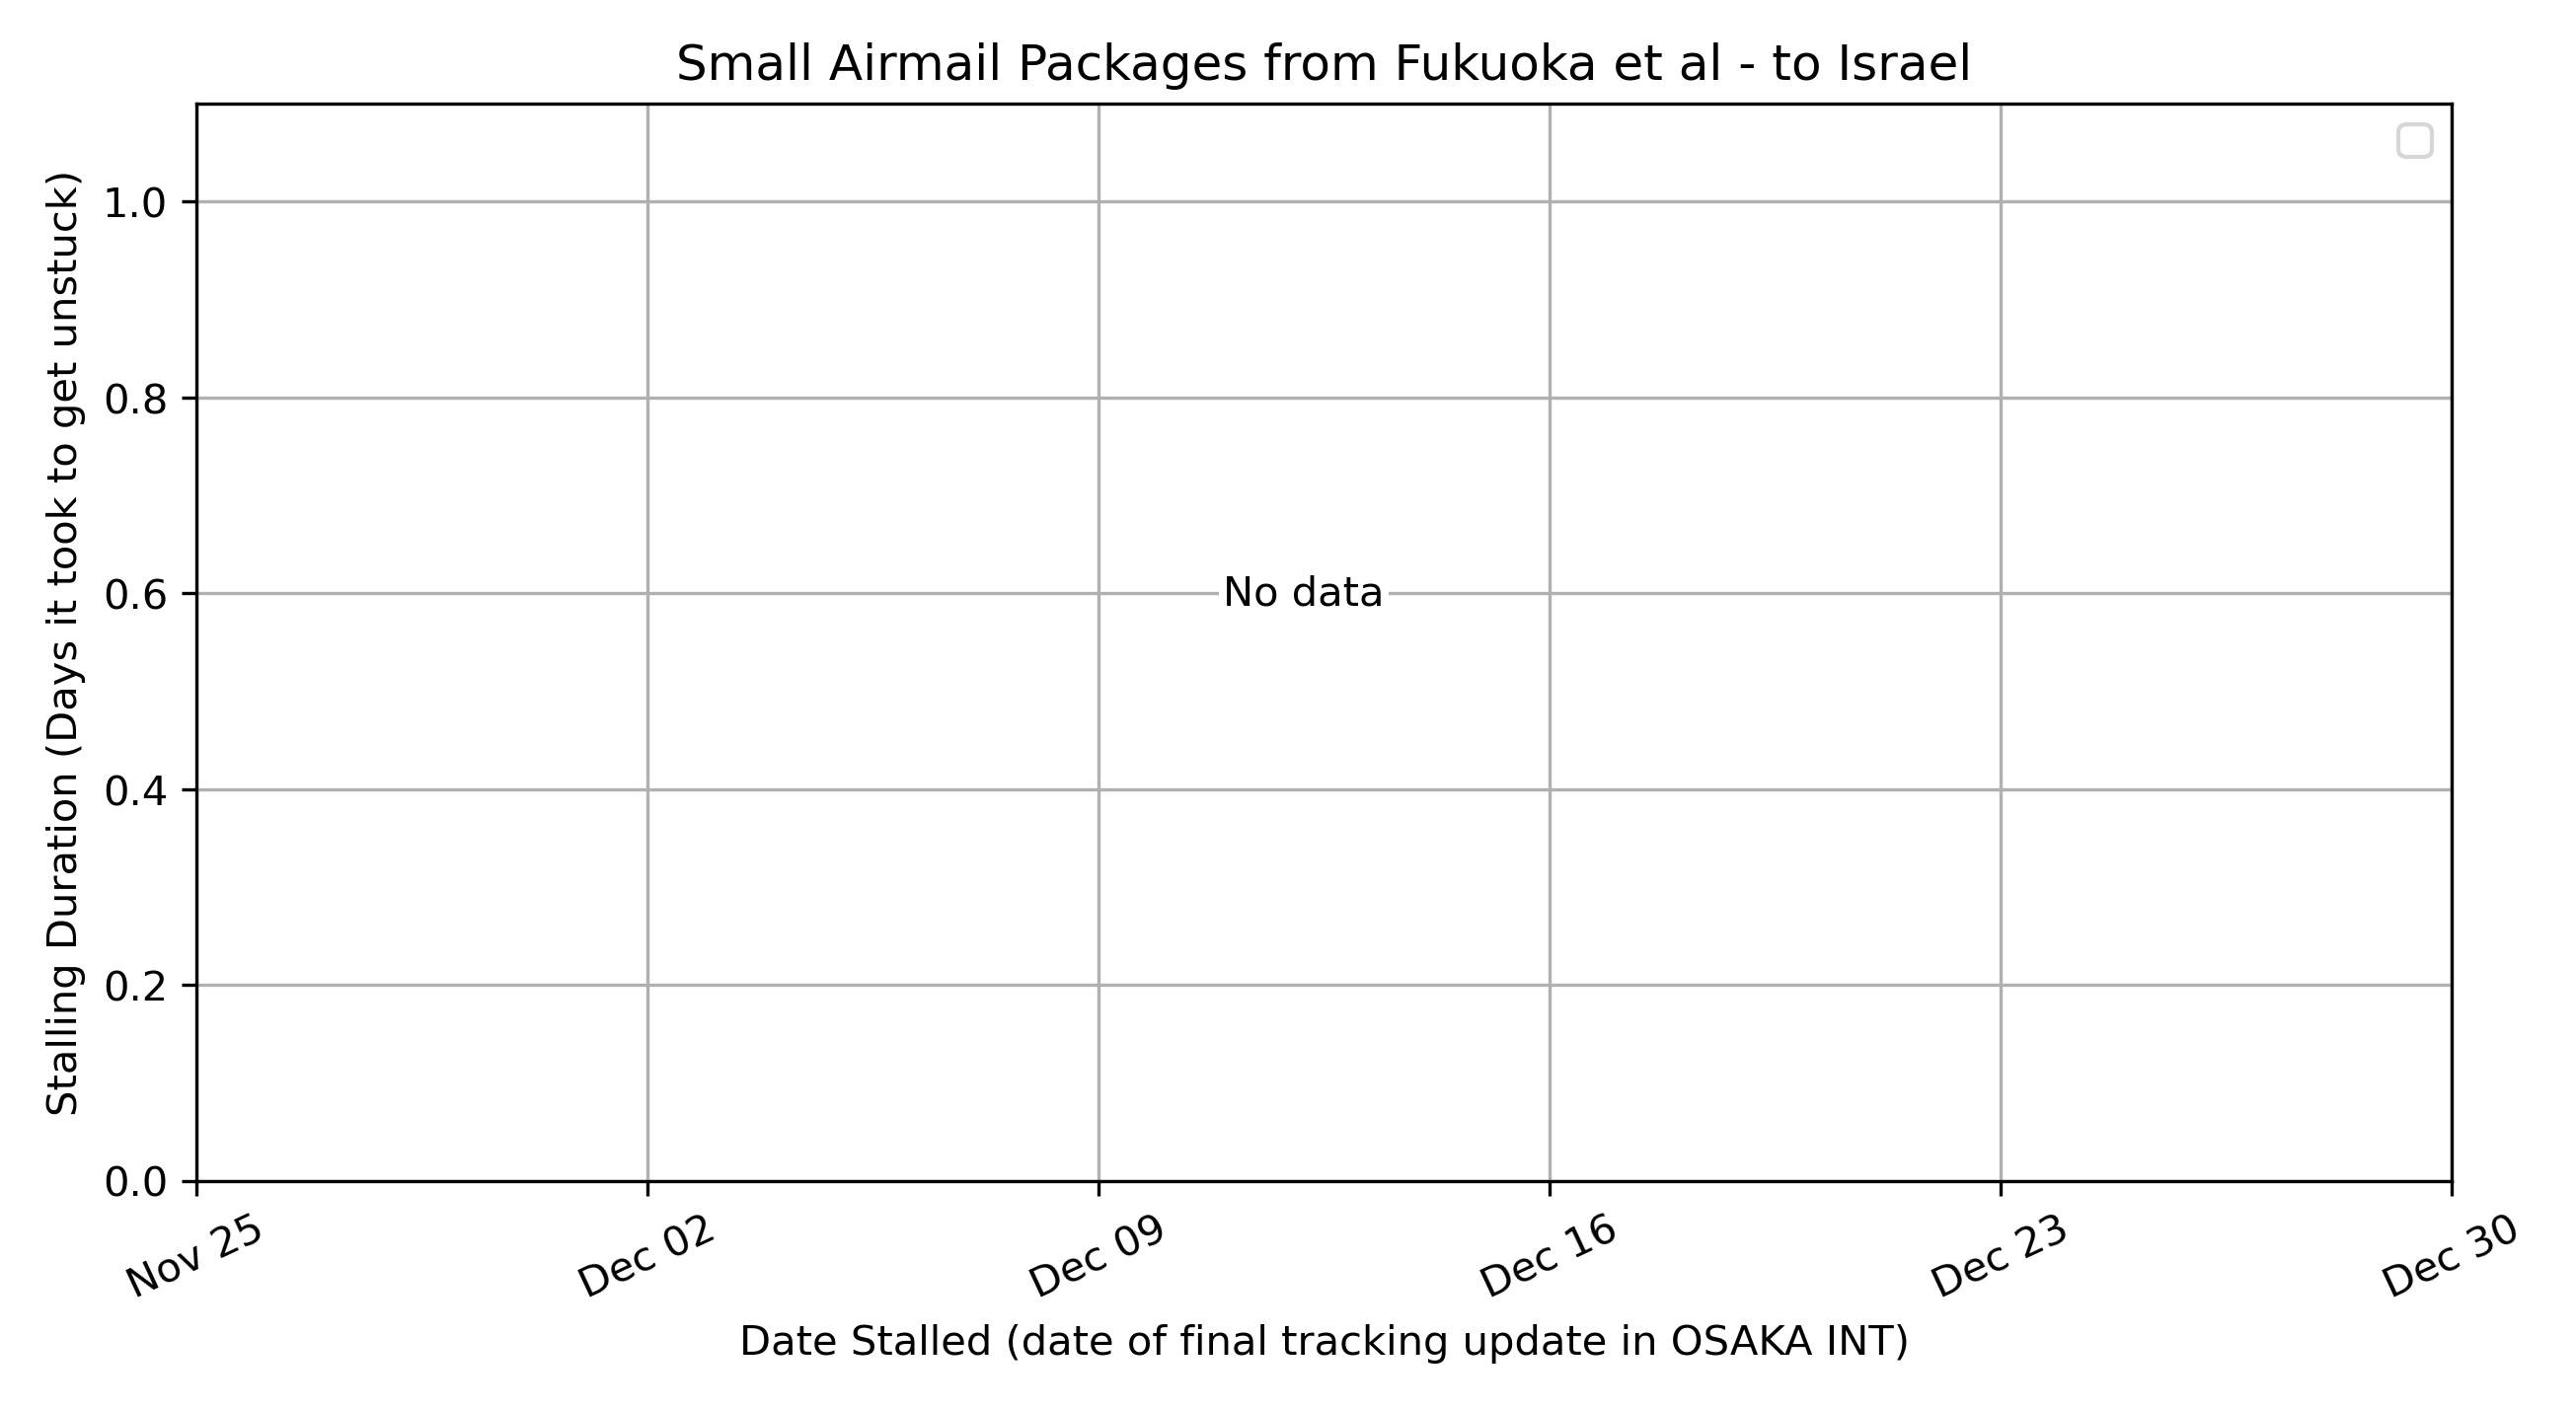 Small Airmail Packages from Fukuoka et al - to Israel
Stalling Duration (Days it took to get unstuck)
1.0
0.8
0.6
0.4
0.2
0.0
No data
Nov 25
Dec 02
Dec 09
Dec 16
Dec 23
Dec 30
Date Stalled (date of final tracking update in OSAKA INT)